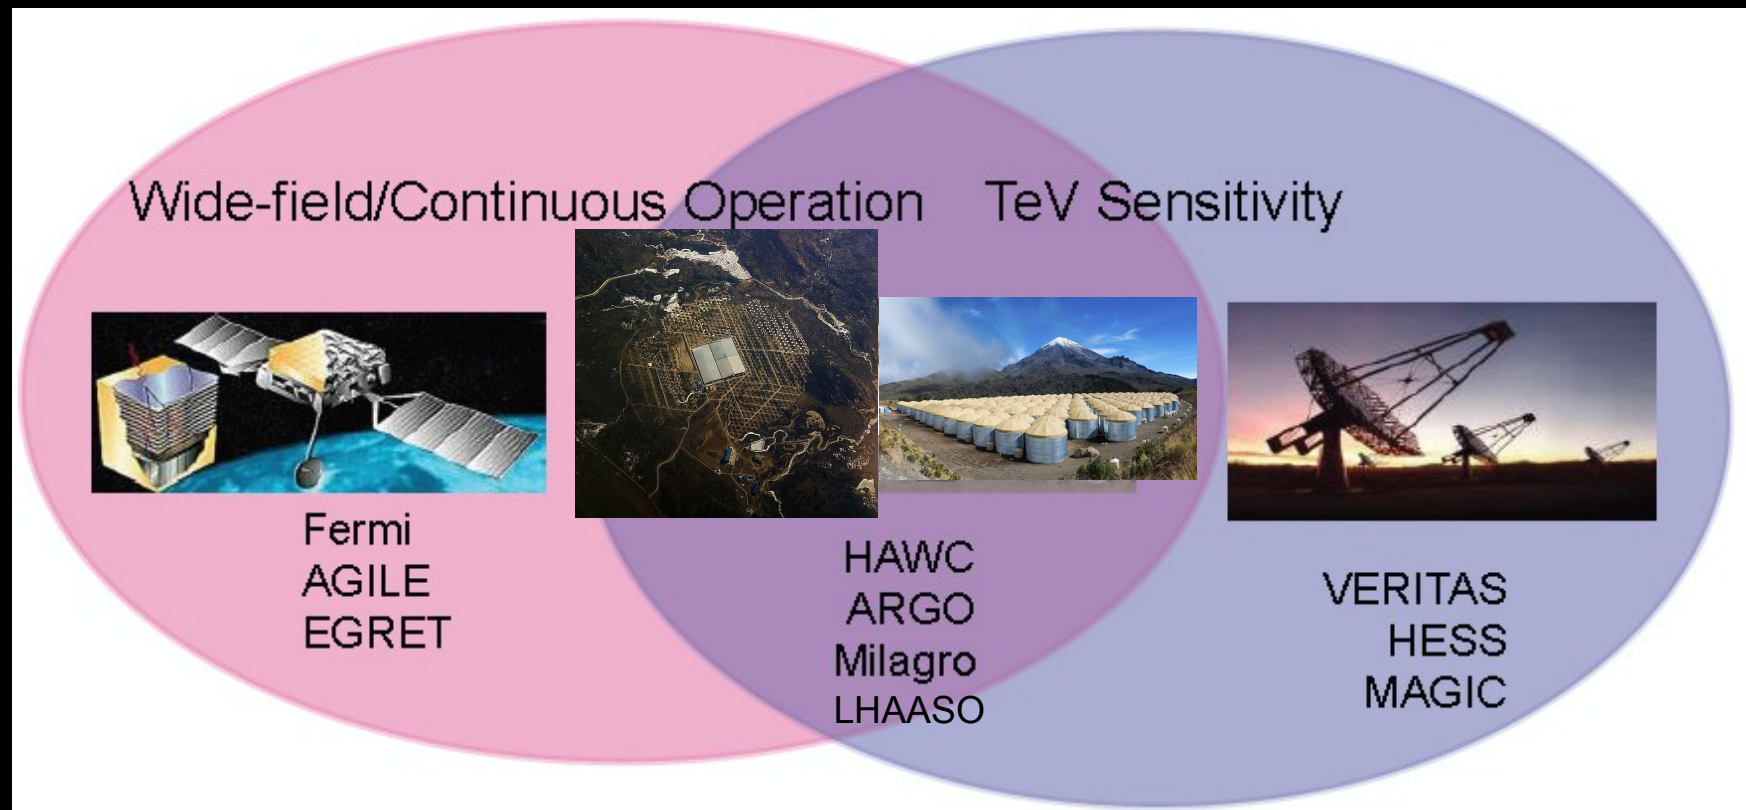 Wide-field/Continuous Operation
TeV Sensitivity
Fermi
AGILE
EGRET
HAWC
ARGO
Milagro
LHAASO
VERITAS
HESS
MAGIC